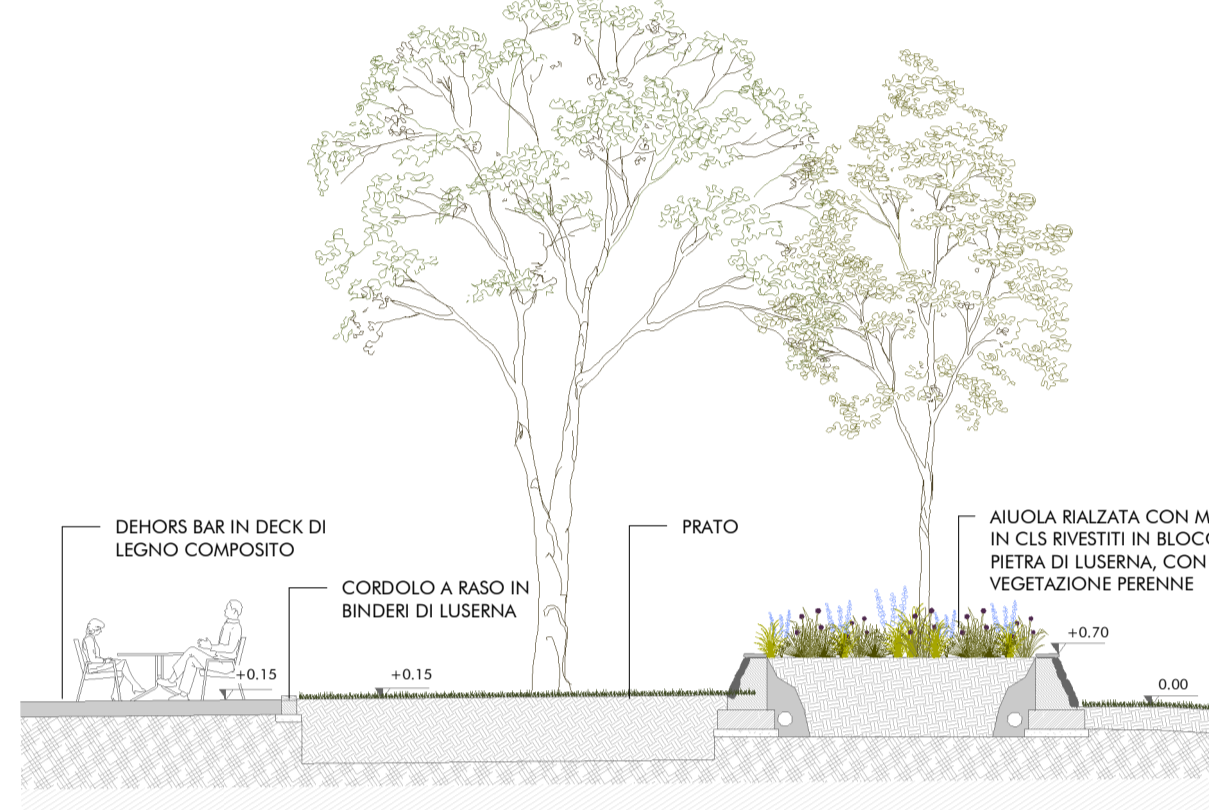 DEHORS BAR IN DECK DI
LEGNO COMPOSITO
CORDOLO A RASO IN
BINDERI DI LUSERNA
PRATO
AIUOLA RIALZATA CON
IN CLS RIVESTITI IN
PIETRA DI LUSERNA, CON
VEGETAZIONE PERENNE
+0.15
+0.15
+0.70
0.00